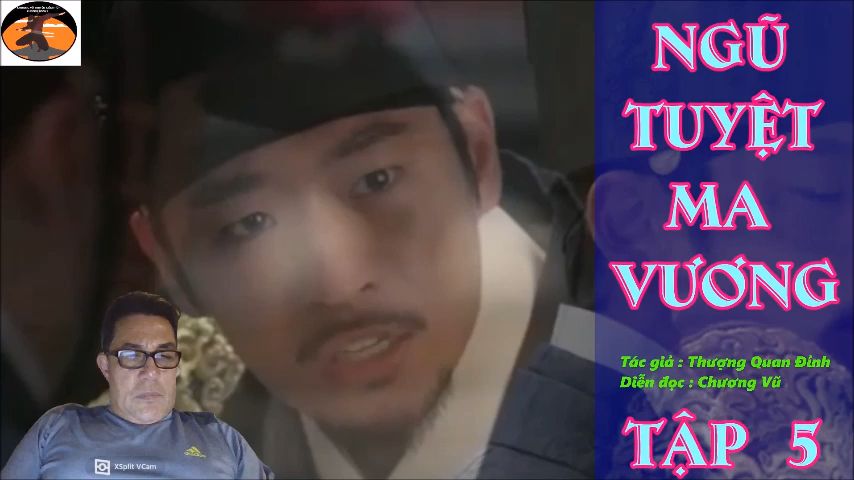 NGŨ
TUYỆT
MA
VƯƠNG
Tác giả : Thượng Quan Đỉnh
Diễn đọc : Chương Vũ
TẬP 5
XSplit VCam